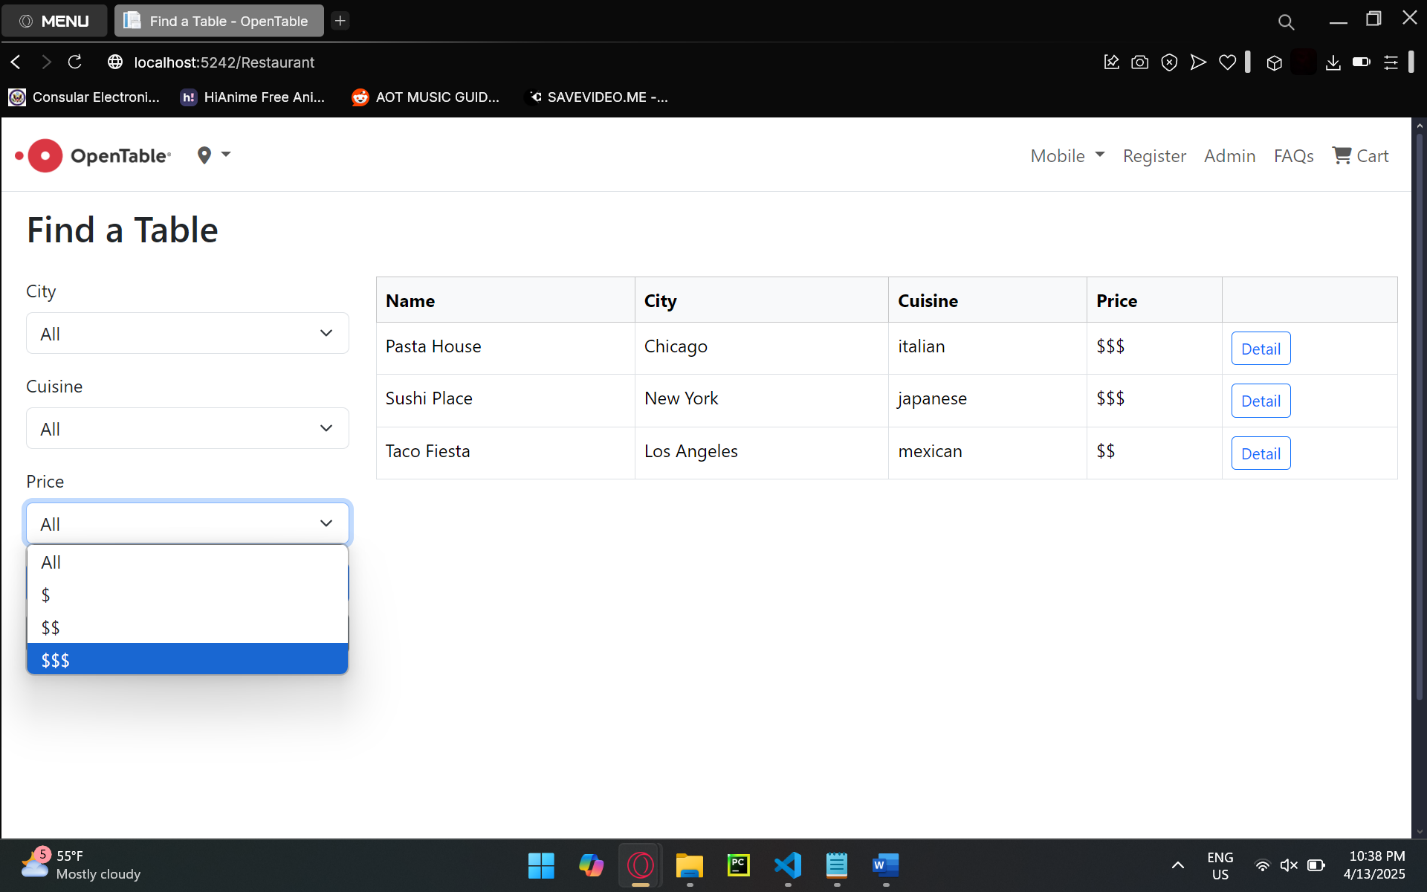 MENU
Find a Table - OpenTable
localhost:5242/Restaurant
Consular Electroni...
h!
HiAnime Free Ani...
AOT MUSIC GUID...
SAVEVIDEO.ME -...
OpenTable
Mobile
Register
Admin
FAQs
Cart
Find a Table
City
All
Cuisine
All
Price
All
All
$
$$
$$$
Name City Cuisine Price
Pasta House Chicago italian $$$ Detail
Sushi Place New York japanese $$$ Detail
Taco Fiesta Los Angeles mexican $$ Detail
5
55°F
Mostly cloudy
PC
W
ENG
US
10:38 PM
4/13/2025